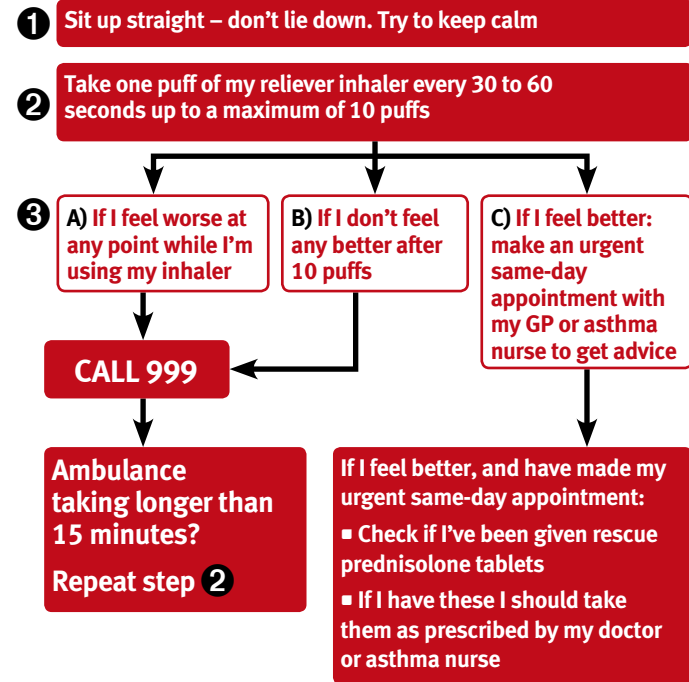 ❶ Sit up straight – don't lie down. Try to keep calm
❷ Take one puff of my reliever inhaler every 30 to 60
seconds up to a maximum of 10 puffs
❸ A) If I feel worse at
any point while I'm
using my inhaler
B) If I don't feel
any better after
10 puffs
C) If I feel better:
make an urgent
same-day
appointment with
my GP or asthma
nurse to get advice
CALL 999
Ambulance
taking longer than
15 minutes?
Repeat step ❷
If I feel better, and have made my
urgent same-day appointment:
▪ Check if I've been given rescue
prednisolone tablets
▪ If I have these I should take
them as prescribed by my doctor
or asthma nurse